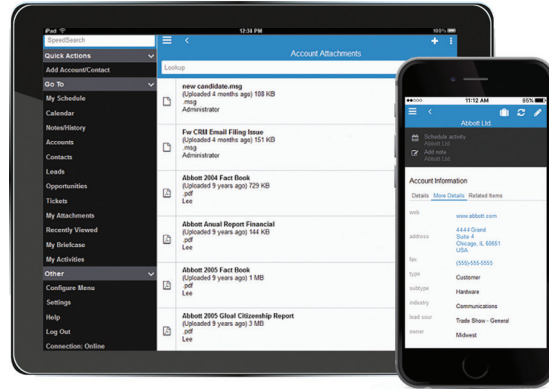 iPad
12:38 PM
100%
SpeedSearch
Quick Actions
Add Account/Contact
Go To
My Schedule
Calendar
Notes/History
Accounts
Contacts
Leads
Opportunities
Tickets
My Attachments
Recently Viewed
My Briefcase
My Activities
Other
Configure Menu
Settings
Help
Log Out
Connection: Online
Account Attachments
Lookup
new candidate.msg
(Uploaded 4 months ago) 108 KB
.msg
Administrator
Fw CRM Email Filing Issue
(Uploaded 4 months ago) 151 KB
.msg
Administrator
Abbott 2004 Fact Book
(Uploaded 9 years ago) 729 KB
.pdf
Lee
Abbott Anual Report Financial
(Uploaded 9 years ago) 144 KB
.pdf
Lee
Abbott 2005 Fact Book
(Uploaded 9 years ago) 1 MB
.pdf
Lee
Abbott 2005 Gloal Citizenship Report
(Uploaded 9 years ago) 3 MB
.pdf
Lee
11:12 AM
85%
Abbott Ltd.
Schedule activity
Abbott Ltd.
Add note
Abbott Ltd.
Account Information
Details More Details Related Items
web www.abbott.com
address 4444 Grand
Suite 4
Chicago, IL 60651
USA
fax (555)-555-5555
type Customer
subtype Hardware
industry Communications
lead sour Trade Show - General
owner Midwest